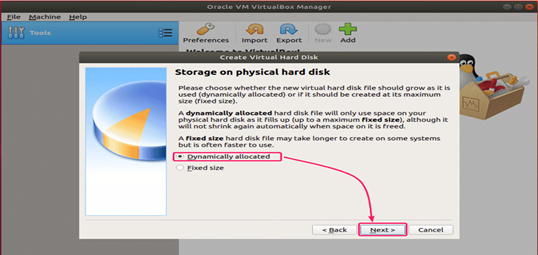 Oracle VM VirtualBox Manager
File Machine Help
Tools
Preferences Import Export New Add
Welcome to VirtualBox!
Create Virtual Hard Disk
Storage on physical hard disk
Please choose whether the new virtual hard disk file should grow as it is
used (dynamically allocated) or if it should be created at its maximum
size (fixed size).
A dynamically allocated hard disk file will only use space on your
physical hard disk as it fills up (up to a maximum fixed size), although it
will not shrink again automatically when space on it is freed.
A fixed size hard disk file may take longer to create on some systems
but is often faster to use.
Dynamically allocated
Fixed size
< Back Next > Cancel